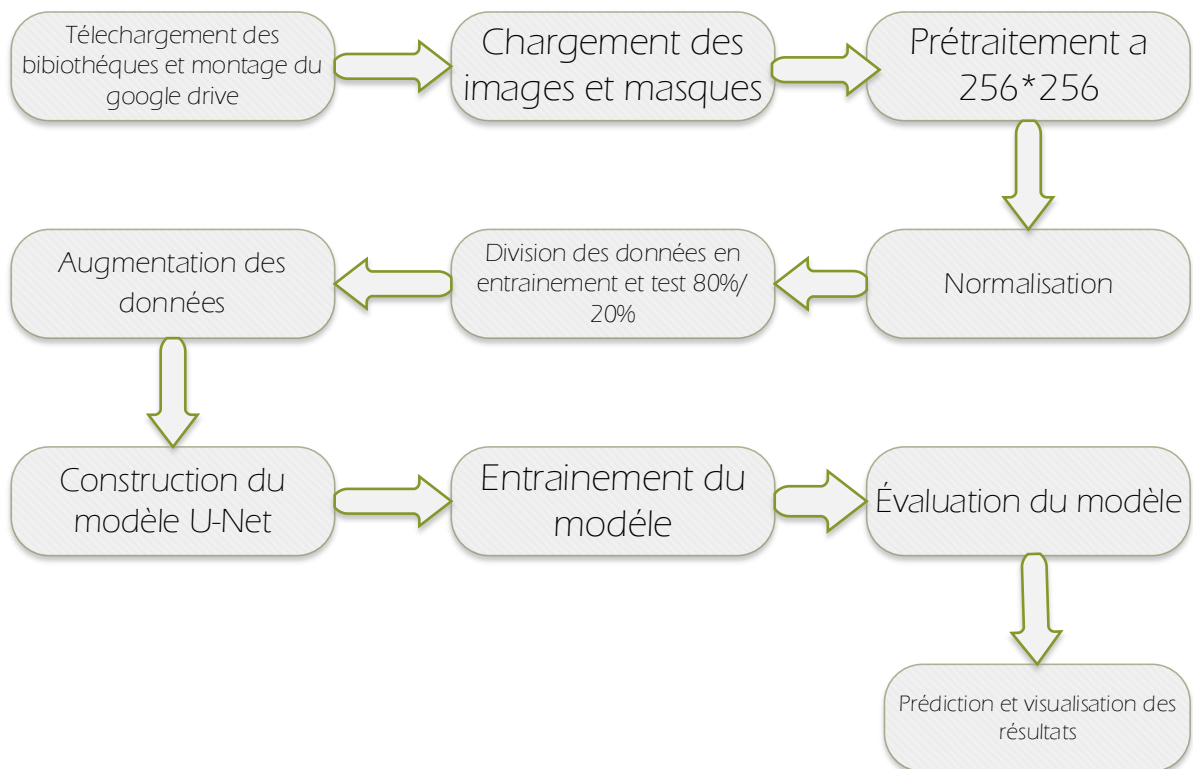 Télechargement des
bibiothéques et montage du
google drive
Chargement des
images et masques
Prétraitement a
256*256
Normalisation
Division des données en
entrainement et test 80%/
20%
Augmentation des
données
Construction du
modèle U-Net
Entrainement du
modéle
Évaluation du modèle
Prédiction et visualisation des
résultats